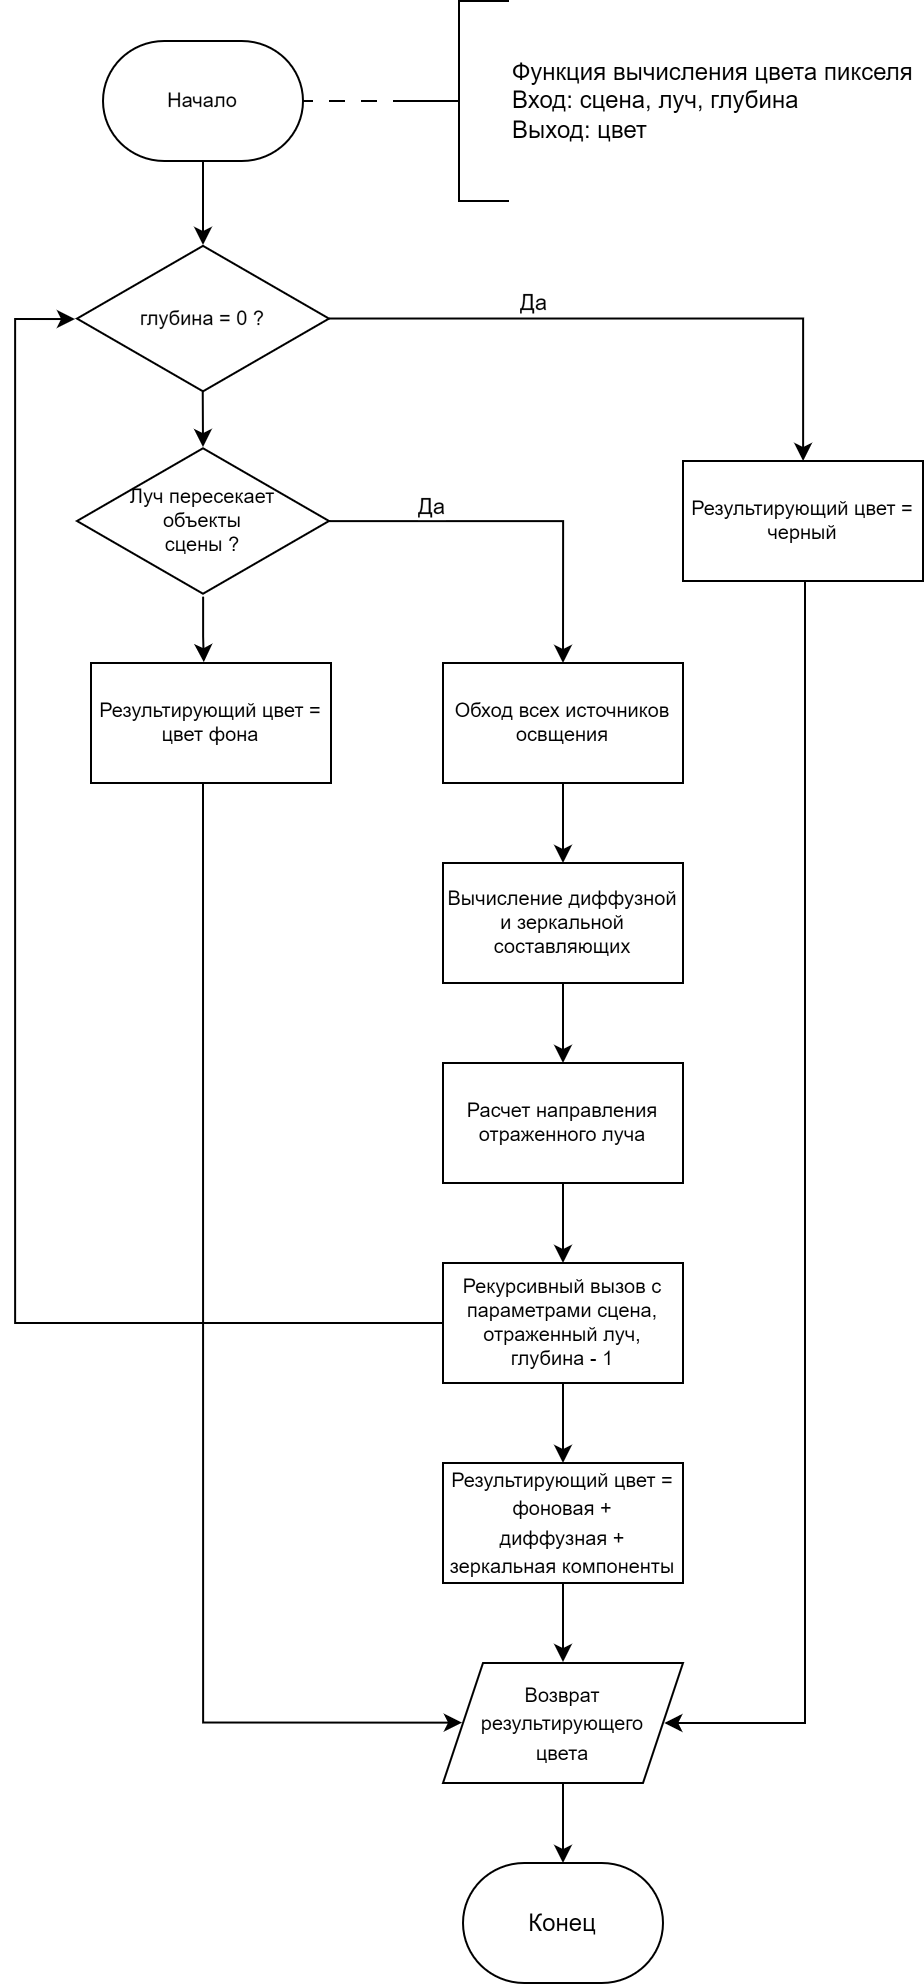 Начало
Функция вычисления цвета пикселя
Вход: сцена, луч, глубина
Выход: цвет
глубина = 0 ?
Да
Луч пересекает
объекты
сцены ?
Да
Результирующий цвет =
черный
Результирующий цвет =
цвет фона
Обход всех источников
освщения
Вычисление диффузной
и зеркальной
составляющих
Расчет направления
отраженного луча
Рекурсивный вызов с
параметрами сцена,
отраженный луч,
глубина - 1
Результирующий цвет =
фоновая +
диффузная +
зеркальная компоненты
Возврат
результирующего
цвета
Конец